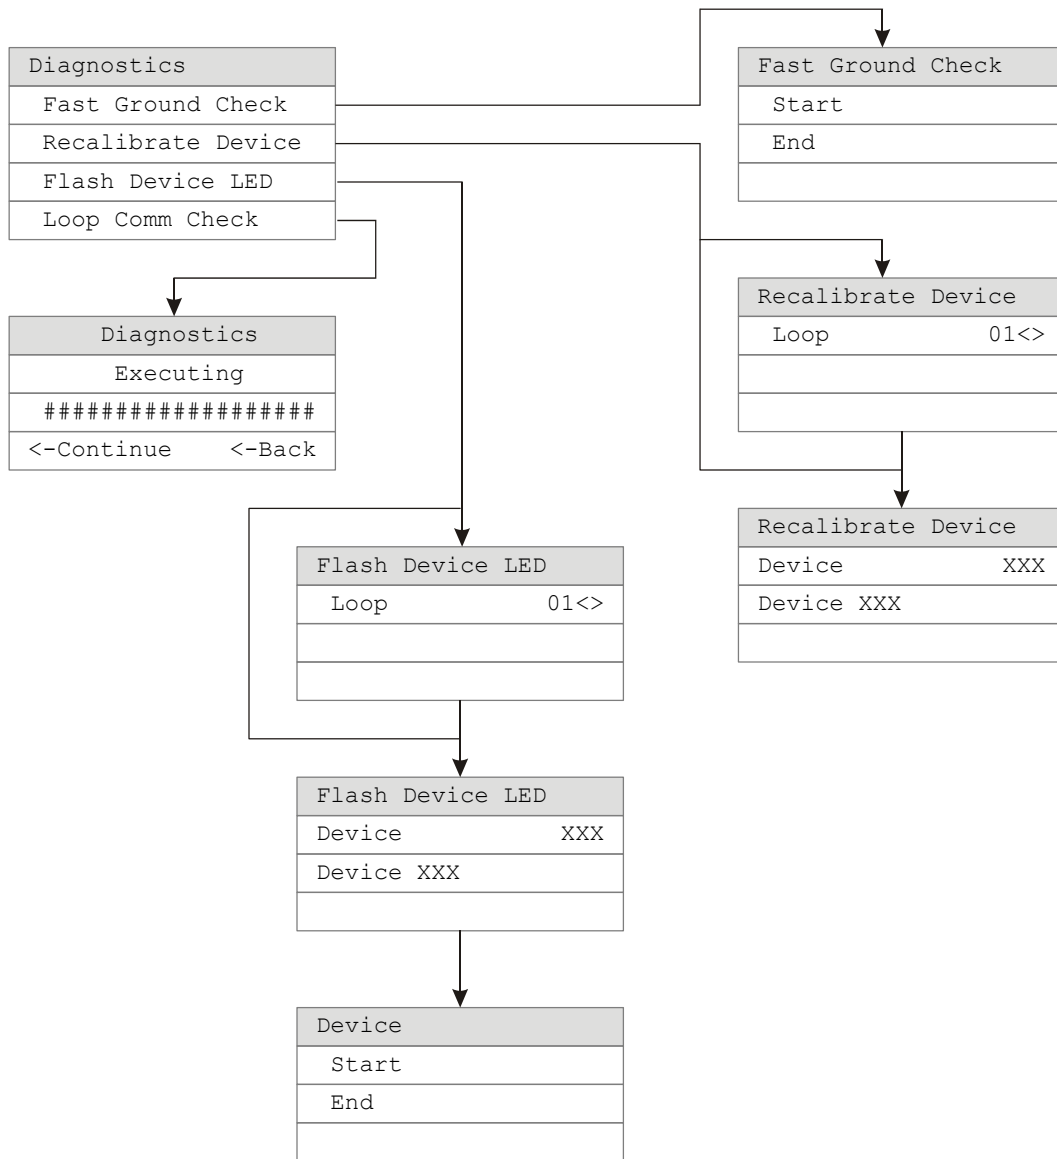 Diagnostics
Fast Ground Check
Recalibrate Device
Flash Device LED
Loop Comm Check
Fast Ground Check
Start
End
Diagnostics
Executing
###################
<-Continue <-Back
Recalibrate Device
Loop 01<>
Recalibrate Device
Device XXX
Device XXX
Flash Device LED
Loop 01<>
Flash Device LED
Device XXX
Device XXX
Device
Start
End